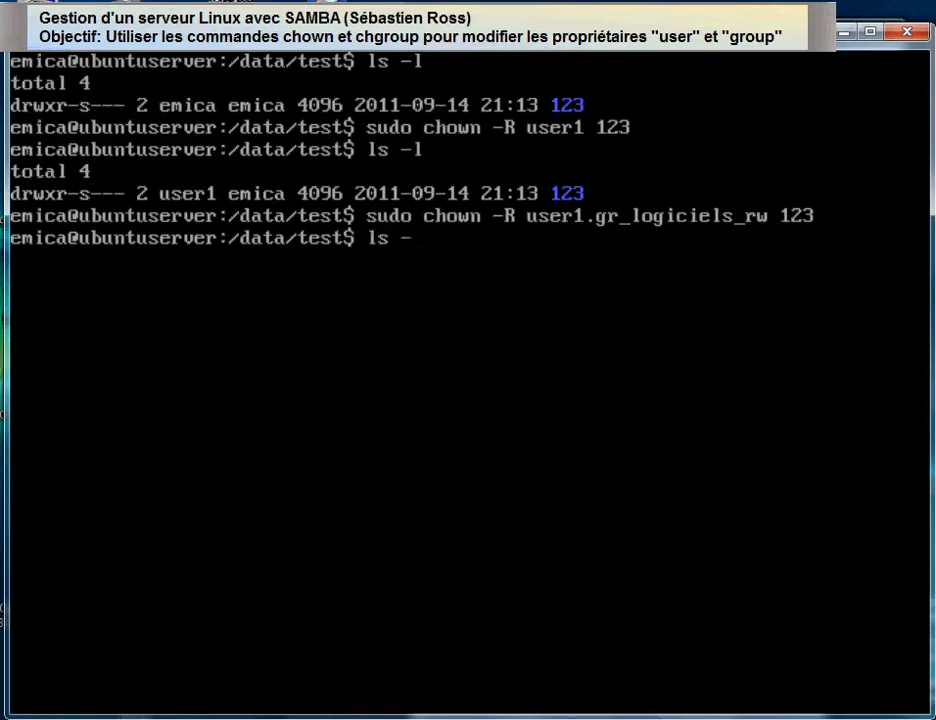 Gestion d'un serveur Linux avec SAMBA (Sébastien Ross)
Objectif: Utiliser les commandes chown et chgroup pour modifier les propriétaires "user" et "group"
emica@ubuntuserver:/data/test$ ls -l
total 4
drwxr-s--- 2 emica emica 4096 2011-09-14 21:13 123
emica@ubuntuserver:/data/test$ sudo chown -R user1 123
emica@ubuntuserver:/data/test$ ls -l
total 4
drwxr-s--- 2 user1 emica 4096 2011-09-14 21:13 123
emica@ubuntuserver:/data/test$ sudo chown -R user1.gr_logiciels_rw 123
emica@ubuntuserver:/data/test$ ls -